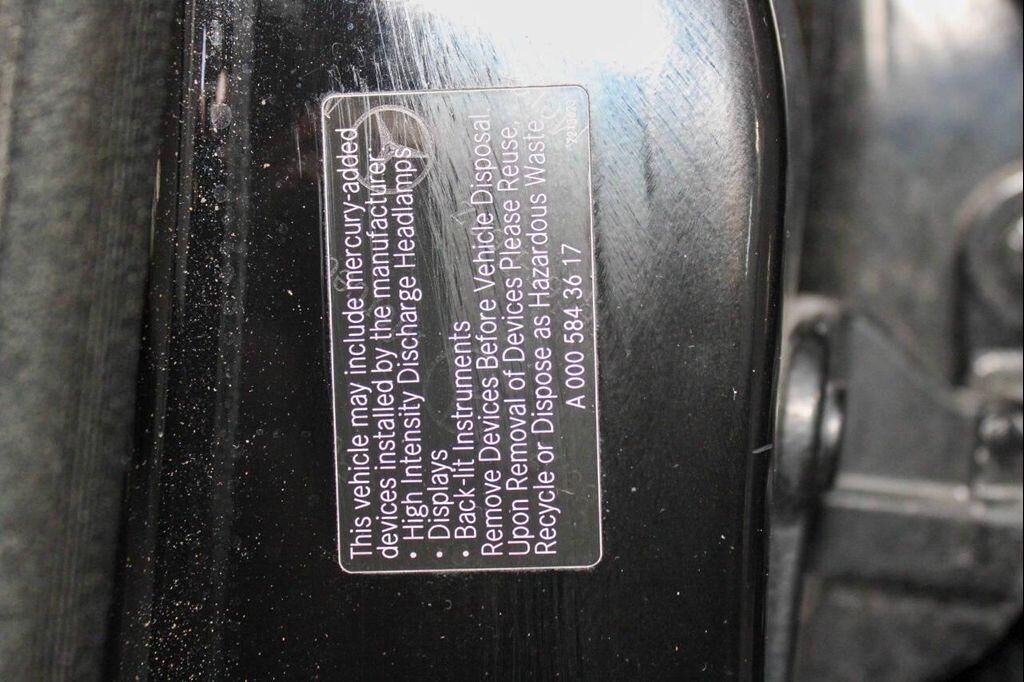 This vehicle may include mercury-added
devices installed by the manufacturer
• High Intensity Discharge Headlamps
• Displays
• Back-lit Instruments
Remove Devices Before Vehicle Disposal
Upon Removal of Devices Please Reuse,
Recycle or Dispose as Hazardous Waste.
A 000 584 36 17